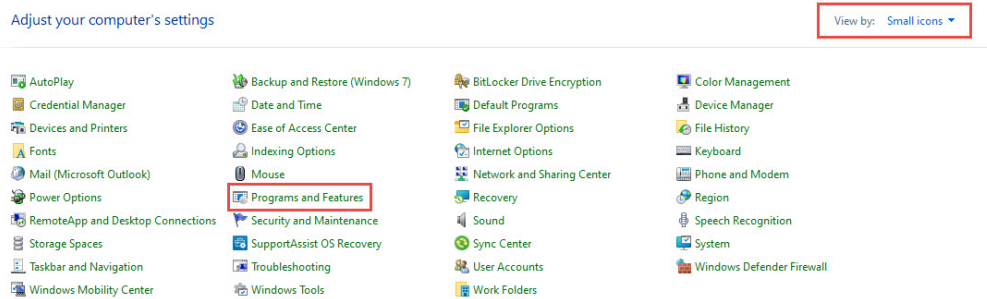 Adjust your computer's settings
View by: Small icons
AutoPlay
Backup and Restore (Windows 7)
BitLocker Drive Encryption
Color Management
Credential Manager
Date and Time
Default Programs
Device Manager
Devices and Printers
Ease of Access Center
File Explorer Options
File History
Fonts
Indexing Options
Internet Options
Keyboard
Mail (Microsoft Outlook)
Mouse
Network and Sharing Center
Phone and Modem
Power Options
Programs and Features
Recovery
Region
RemoteApp and Desktop Connections
Security and Maintenance
Sound
Speech Recognition
Storage Spaces
SupportAssist OS Recovery
Sync Center
System
Taskbar and Navigation
Troubleshooting
User Accounts
Windows Defender Firewall
Windows Mobility Center
Windows Tools
Work Folders